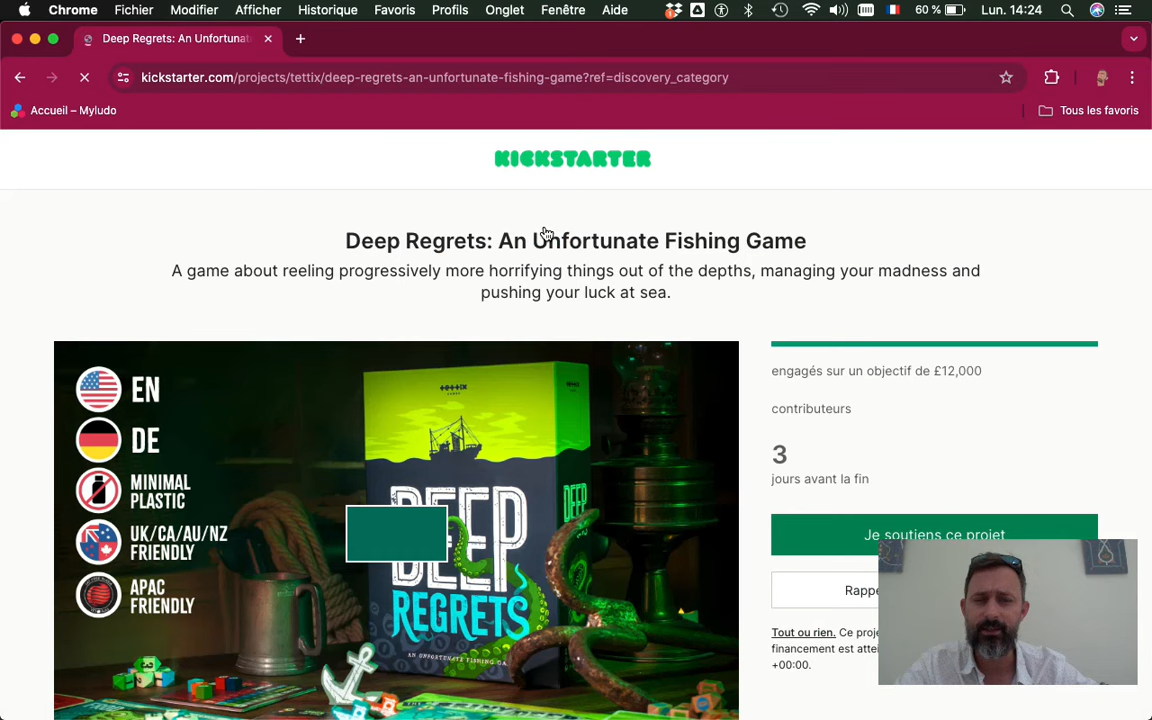 Chrome Fichier Modifier Afficher Historique Favoris Profils Onglet Fenêtre Aide 60 % Lun. 14:24
Deep Regrets: An Unfortunat
kickstarter.com/projects/tettix/deep-regrets-an-unfortunate-fishing-game?ref=discovery_category
Accueil – Myludo
Tous les favoris
KICKSTARTER
Deep Regrets: An Unfortunate Fishing Game
A game about reeling progressively more horrifying things out of the depths, managing your madness and
pushing your luck at sea.
EN
DE
MINIMAL
PLASTIC
UK/CA/AU/NZ
FRIENDLY
APAC
FRIENDLY
tettix
GAMES
DEEP
REGRETS
AN UNFORTUNATE FISHING GA
DEEP
engagés sur un objectif de £12,000
contributeurs
3
jours avant la fin
Je soutiens ce projet
Rappe
Tout ou rien. Ce proje
financement est attei
+00:00.